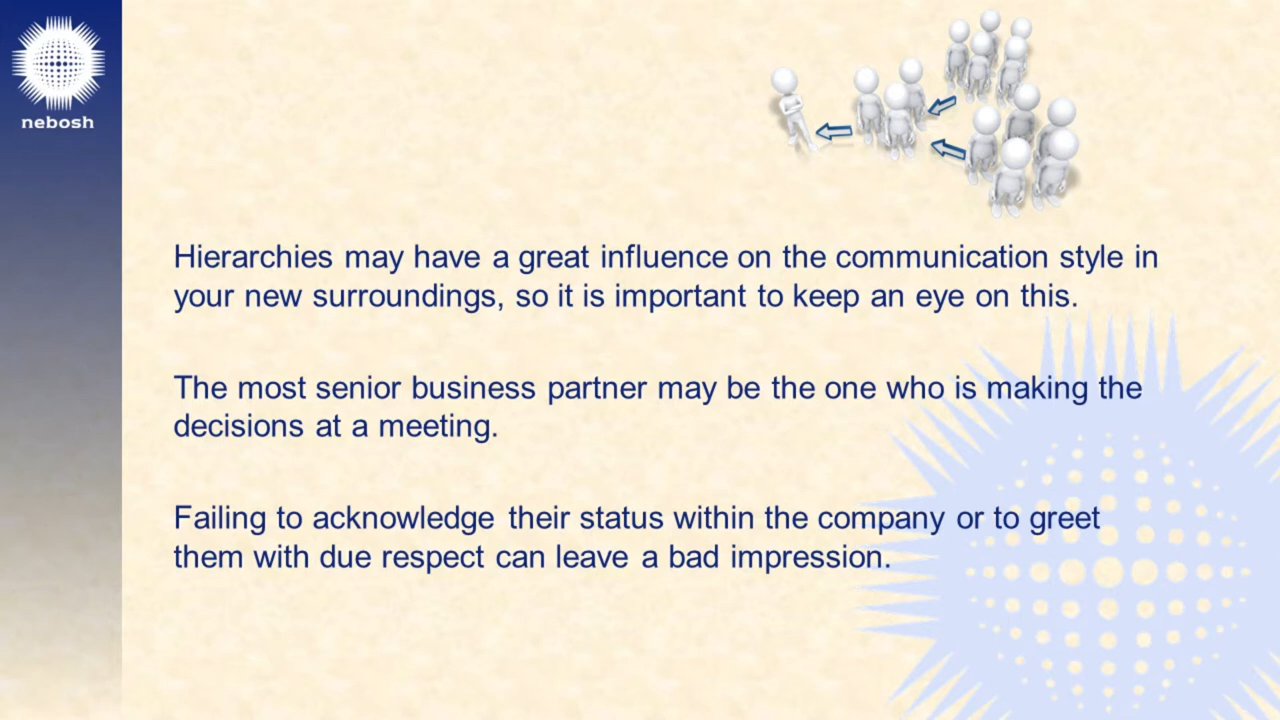 nebosh
Hierarchies may have a great influence on the communication style in
your new surroundings, so it is important to keep an eye on this.
The most senior business partner may be the one who is making the
decisions at a meeting.
Failing to acknowledge their status within the company or to greet
them with due respect can leave a bad impression.